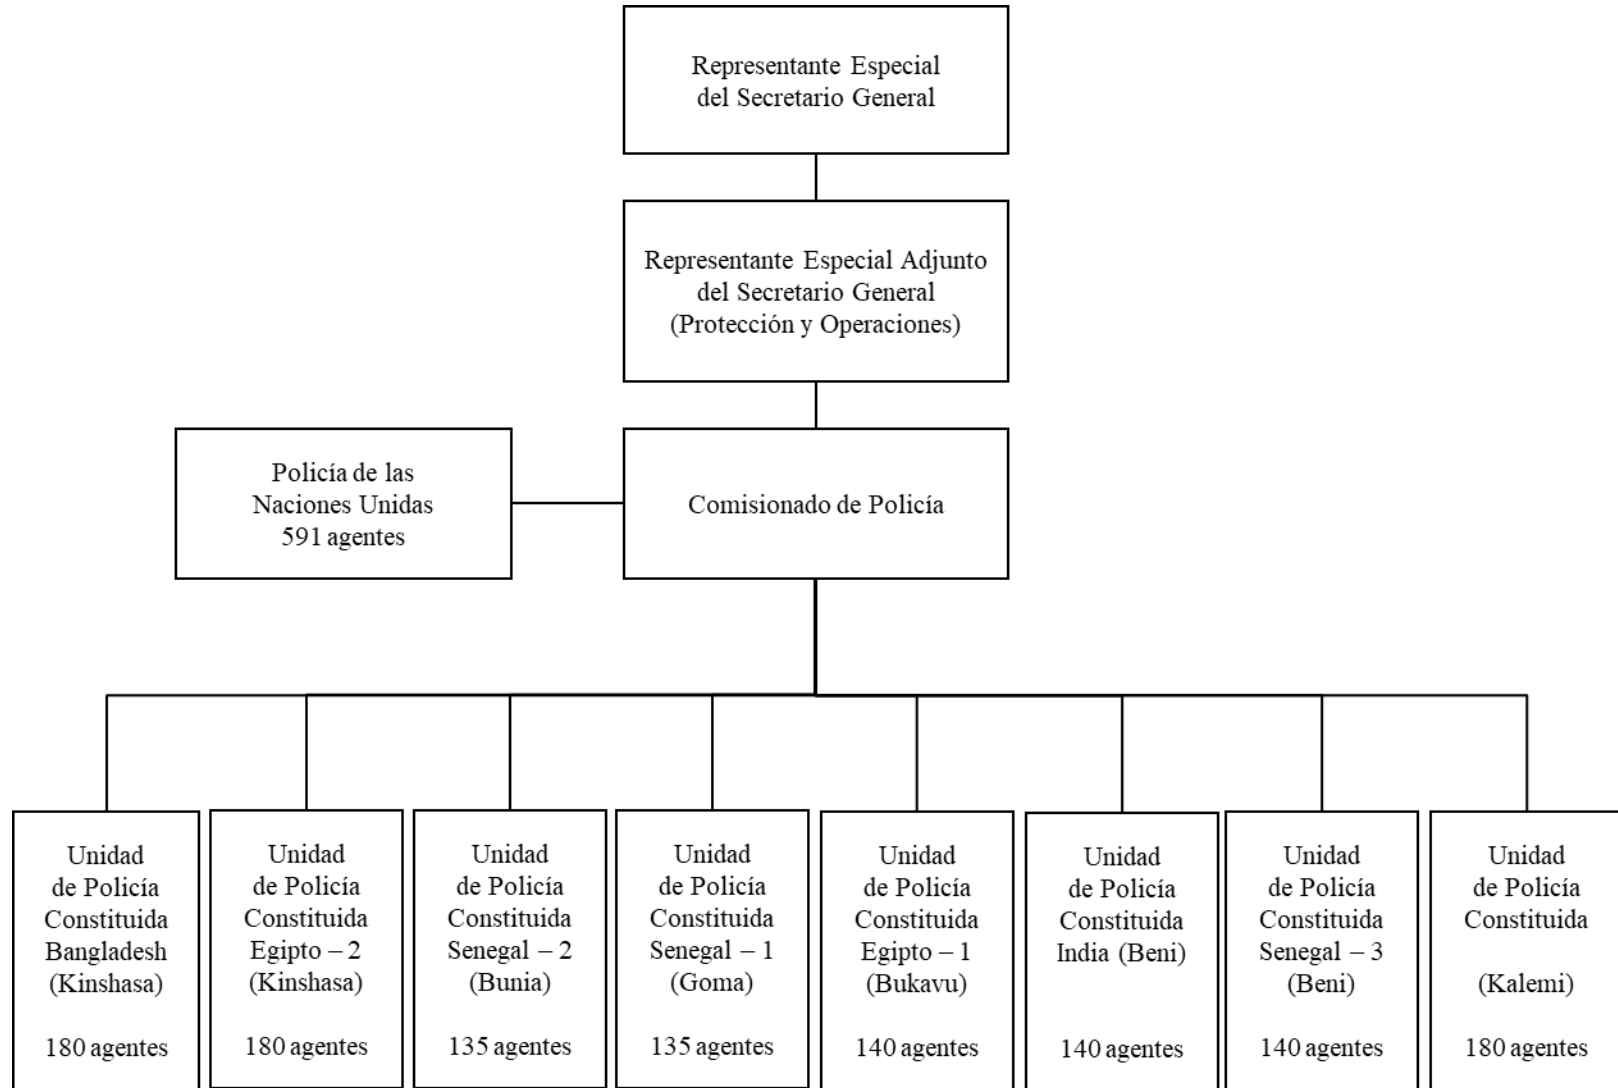 Representante Especial
del Secretario General
Representante Especial Adjunto
del Secretario General
(Protección y Operaciones)
Policía de las
Naciones Unidas
591 agentes
Comisionado de Policía
Unidad
de Policía
Constituida
Bangladesh
(Kinshasa)
180 agentes
Unidad
de Policía
Constituida
Egipto – 2
(Kinshasa)
180 agentes
Unidad
de Policía
Constituida
Senegal – 2
(Bunia)
135 agentes
Unidad
de Policía
Constituida
Senegal – 1
(Goma)
135 agentes
Unidad
de Policía
Constituida
Egipto – 1
(Bukavu)
140 agentes
Unidad
de Policía
Constituida
India (Beni)
140 agentes
Unidad
de Policía
Constituida
Senegal – 3
(Beni)
140 agentes
Unidad
de Policía
Constituida
(Kalemi)
180 agentes